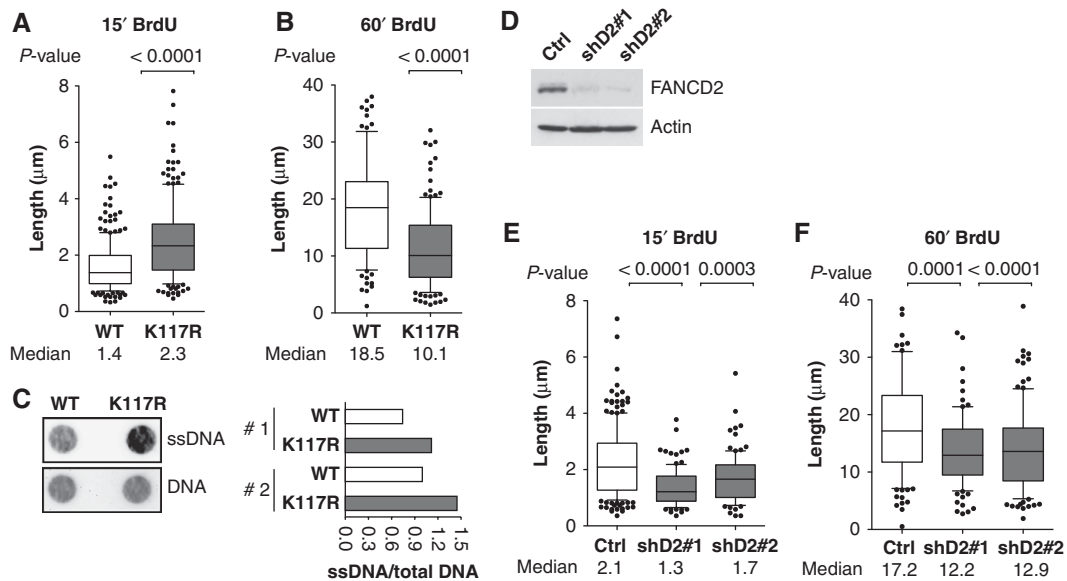 A
15′ BrdU
P-value
< 0.0001
Length (μm)
8
6
4
2
0
WT K117R
Median 1.4 2.3
B
60′ BrdU
P-value
< 0.0001
Length (μm)
40
30
20
10
0
WT K117R
Median 18.5 10.1
C
WT K117R
ssDNA
DNA
# 1
WT
K117R
# 2
WT
K117R
0.0 0.3 0.6 0.9 1.2 1.5
ssDNA/total DNA
D
Ctrl shD2#1 shD2#2
FANCD2
Actin
E
15′ BrdU
P-value
< 0.0001 0.0003
Length (μm)
8
6
4
2
0
Ctrl shD2#1 shD2#2
Median 2.1 1.3 1.7
F
60′ BrdU
P-value
0.0001 < 0.0001
Length (μm)
40
30
20
10
0
Ctrl shD2#1 shD2#2
Median 17.2 12.2 12.9